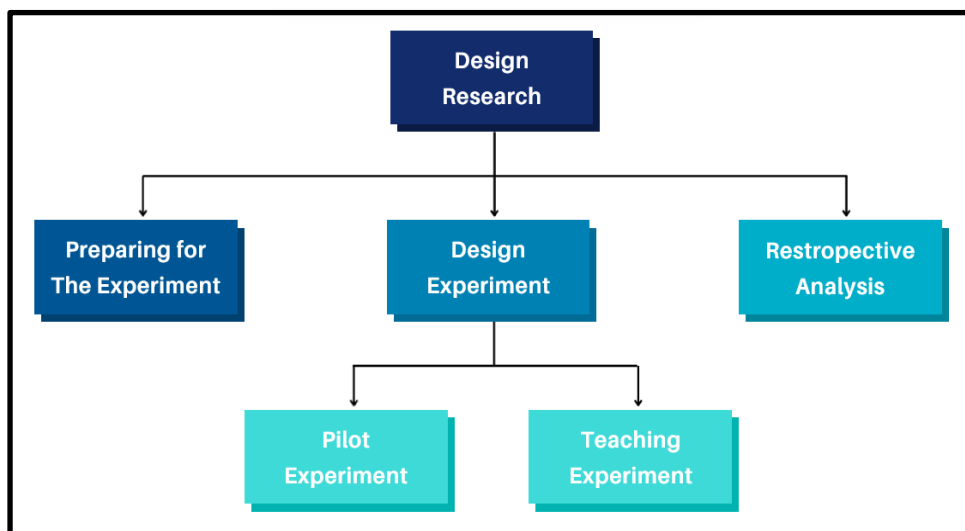 Design
Research
Preparing for
The Experiment
Design
Experiment
Restropective
Analysis
Pilot
Experiment
Teaching
Experiment